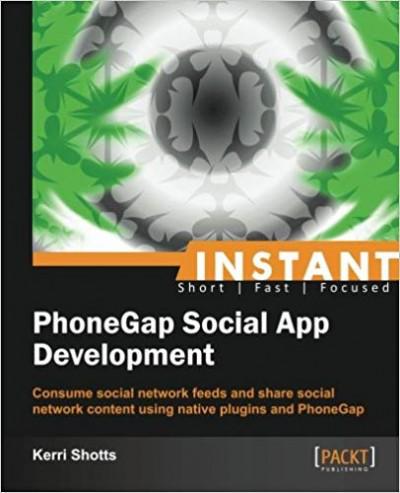 INSTANT
Short | Fast | Focused
PhoneGap Social App
Development
Consume social network feeds and share social
network content using native plugins and PhoneGap
Kerri Shotts
[PACKT]
PUBLISHING